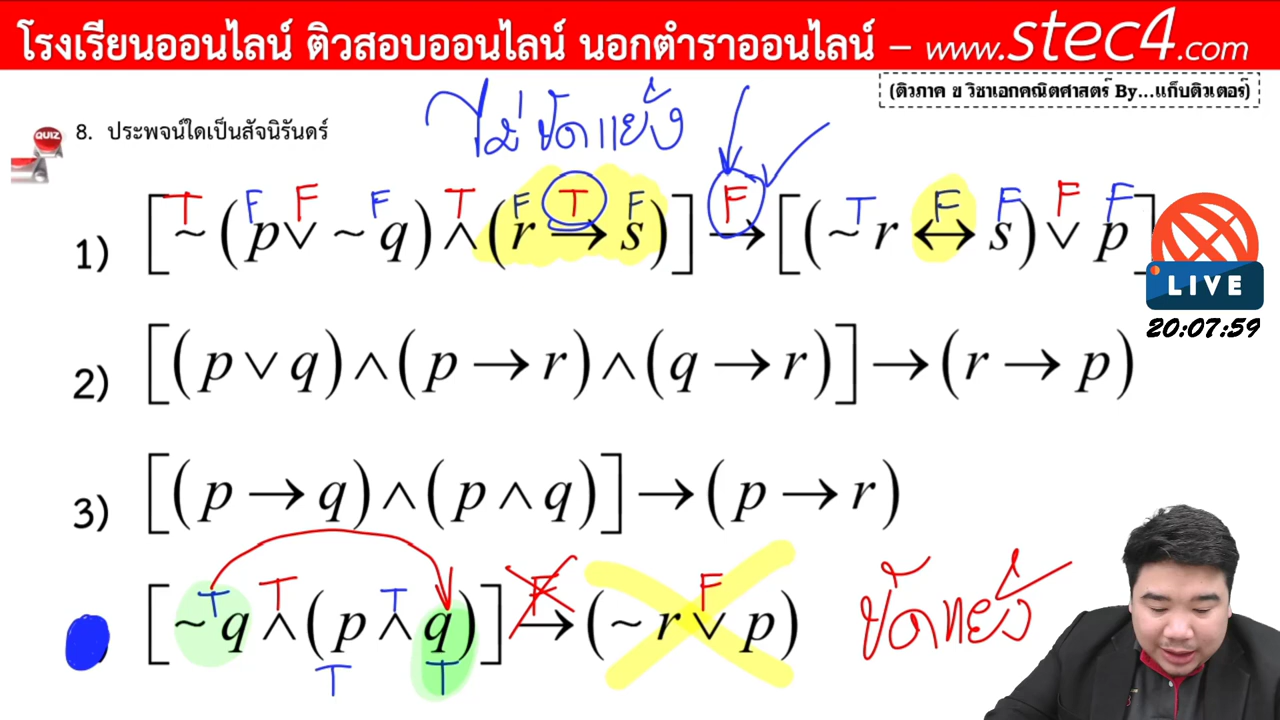 โรงเรียนออนไลน์ ติวสอบออนไลน์ นอกตำราออนไลน์ – www.stec4.com
(ติวภาค ข วิชาเอกคณิตศาสตร์ By...แก็บติวเตอร์)
ไม่ขัดแย้ง
QUIZ 8. ประพจน์ใดเป็นสัจนิรันดร์
T F F F T F T F F T F F F F
1) [~(p∨~q)∧(r→s)]→[(~r↔s)∨p]
LIVE
20:07:59
2) [(p∨q)∧(p→r)∧(q→r)]→(r→p)
3) [(p→q)∧(p∧q)]→(p→r)
T T T F F
[~q∧(p∧q)]→(~r∨p) ขัดแย้ง
T T